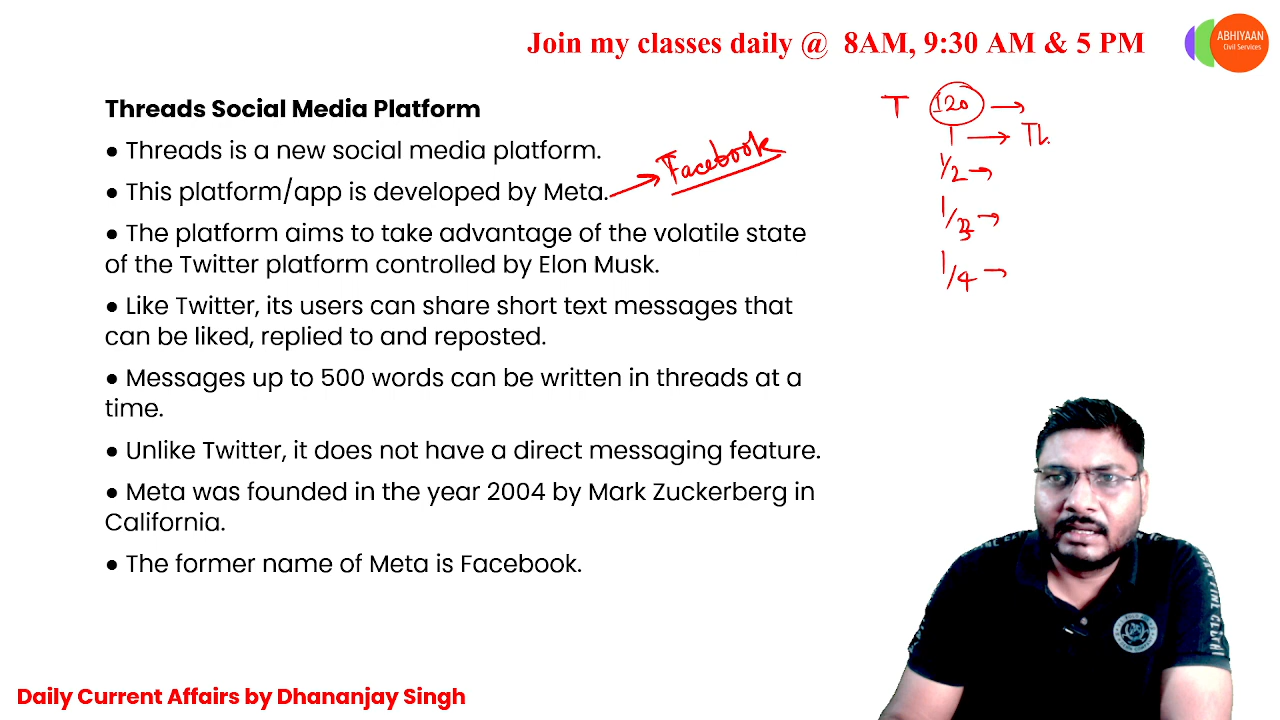 Join my classes daily @ 8AM, 9:30 AM & 5 PM
ABHIYAAN
Civil Services
Threads Social Media Platform
● Threads is a new social media platform.
● This platform/app is developed by Meta.
→ Facebook
● The platform aims to take advantage of the volatile state
of the Twitter platform controlled by Elon Musk.
● Like Twitter, its users can share short text messages that
can be liked, replied to and reposted.
● Messages up to 500 words can be written in threads at a
time.
● Unlike Twitter, it does not have a direct messaging feature.
● Meta was founded in the year 2004 by Mark Zuckerberg in
California.
● The former name of Meta is Facebook.
T 120 →
1 → Th
1/2 →
1/3 →
1/4 →
Daily Current Affairs by Dhananjay Singh